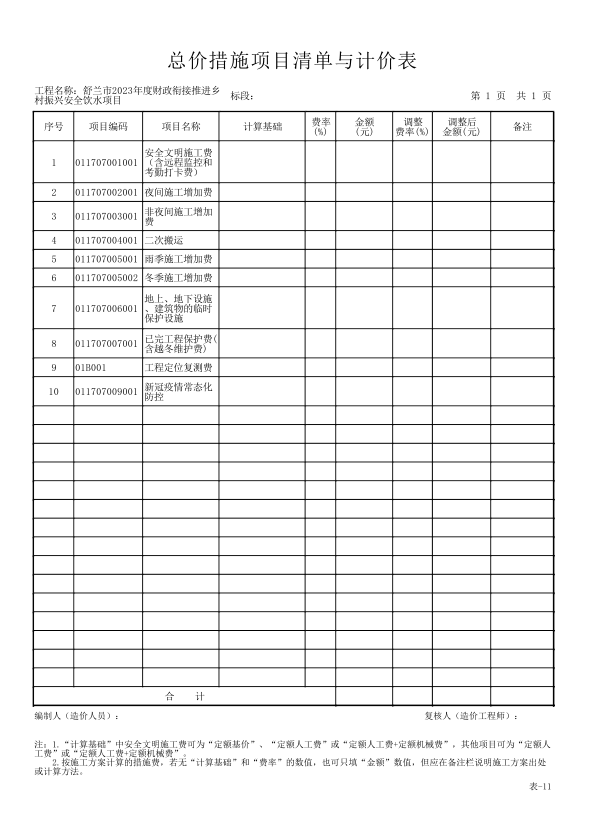 总价措施项目清单与计价表
工程名称：舒兰市2023年度财政衔接推进乡
村振兴安全饮水项目
标段：
第 1 页 共 1 页
序号 项目编码 项目名称 计算基础 费率(%) 金额(元) 调整费率(%) 调整后金额(元) 备注
1 011707001001 安全文明施工费
（含远程监控和
考勤打卡费）
2 011707002001 夜间施工增加费
3 011707003001 非夜间施工增加
费
4 011707004001 二次搬运
5 011707005001 雨季施工增加费
6 011707005002 冬季施工增加费
7 011707006001 地上、地下设施
、建筑物的临时
保护设施
8 011707007001 已完工程保护费(
含越冬维护费)
9 01B001 工程定位复测费
10 011707009001 新冠疫情常态化
防控
合 计
编制人（造价人员）：
复核人（造价工程师）：
注：1.“计算基础”中安全文明施工费可为“定额基价”、“定额人工费”或“定额人工费+定额机械费”，其他项目可为“定额人
工费”或“定额人工费+定额机械费”。
2.按施工方案计算的措施费，若无“计算基础”和“费率”的数值，也可只填“金额”数值，但应在备注栏说明施工方案出处
或计算方法。
表-11